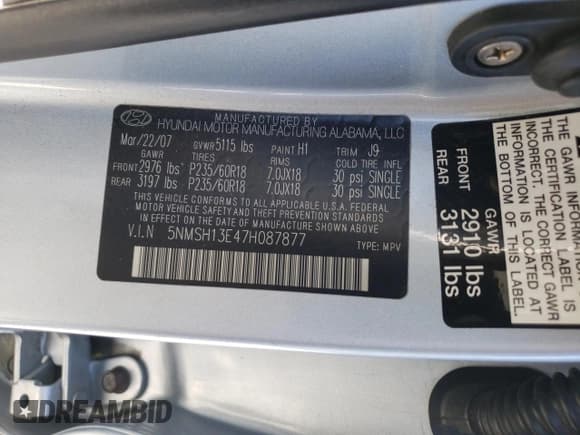 MANUFACTURED BY
HYUNDAI MOTOR MANUFACTURING ALABAMA, LLC
Mar/22/07 GVWR 5115 lbs PAINT H1 TRIM J9
GAWR TIRES RIMS COLD TIRE INFL.
FRONT 2976 lbs P235/60R18 7.0JX18 30 psi SINGLE
REAR 3197 lbs P235/60R18 7.0JX18 30 psi SINGLE
THIS VEHICLE CONFORMS TO ALL APPLICABLE U.S.A. FEDERAL
MOTOR VEHICLE SAFETY, AND THEFT PREVENTION STANDARDS
IN EFFECT ON THE DATE OF MANUFACTURE SHOWN ABOVE
V.I.N 5NMSH13E47H087877 TYPE: MPV
THE GAWR
INFORMATION
LABEL IS
INCORRECT.
THE CORRECT GAWR
INFORMATION IS
LOCATED AT
THE BOTTOM OF
THIS LABEL.
GAWR
FRONT 2910 lbs
REAR 3131 lbs
DREAMBID